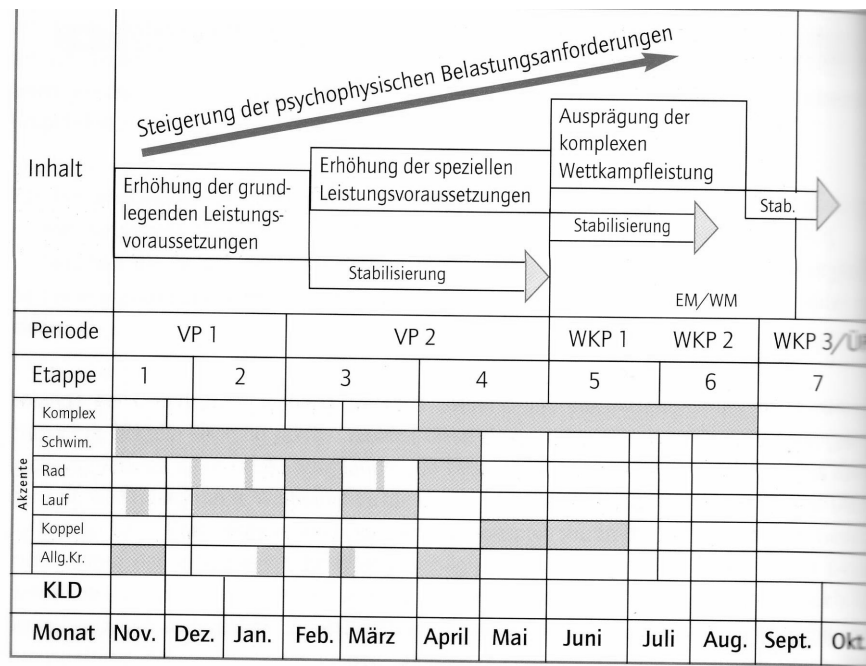 Steigerung der psychophysischen Belastungsanforderungen
Inhalt
Erhöhung der grund-
legenden Leistungs-
voraussetzungen
Erhöhung der speziellen
Leistungsvoraussetzungen
Ausprägung der
komplexen
Wettkampfleistung
Stabilisierung
Stabilisierung
Stab.
EM/WM
Periode VP 1 VP 2 WKP 1 WKP 2 WKP 3/
Etappe 1 2 3 4 5 6 7
Akzente
Komplex
Schwim.
Rad
Lauf
Koppel
Allg.Kr.
KLD
Monat Nov. Dez. Jan. Feb. März April Mai Juni Juli Aug. Sept.